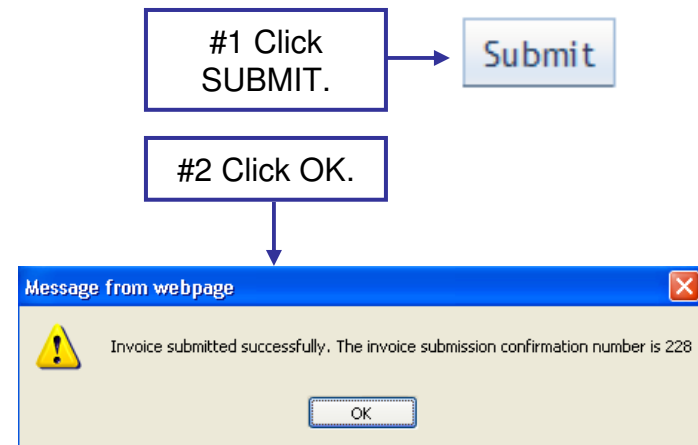 #1 Click
SUBMIT.
Submit
#2 Click OK.
Message from webpage
Invoice submitted successfully. The invoice submission confirmation number is 228
OK